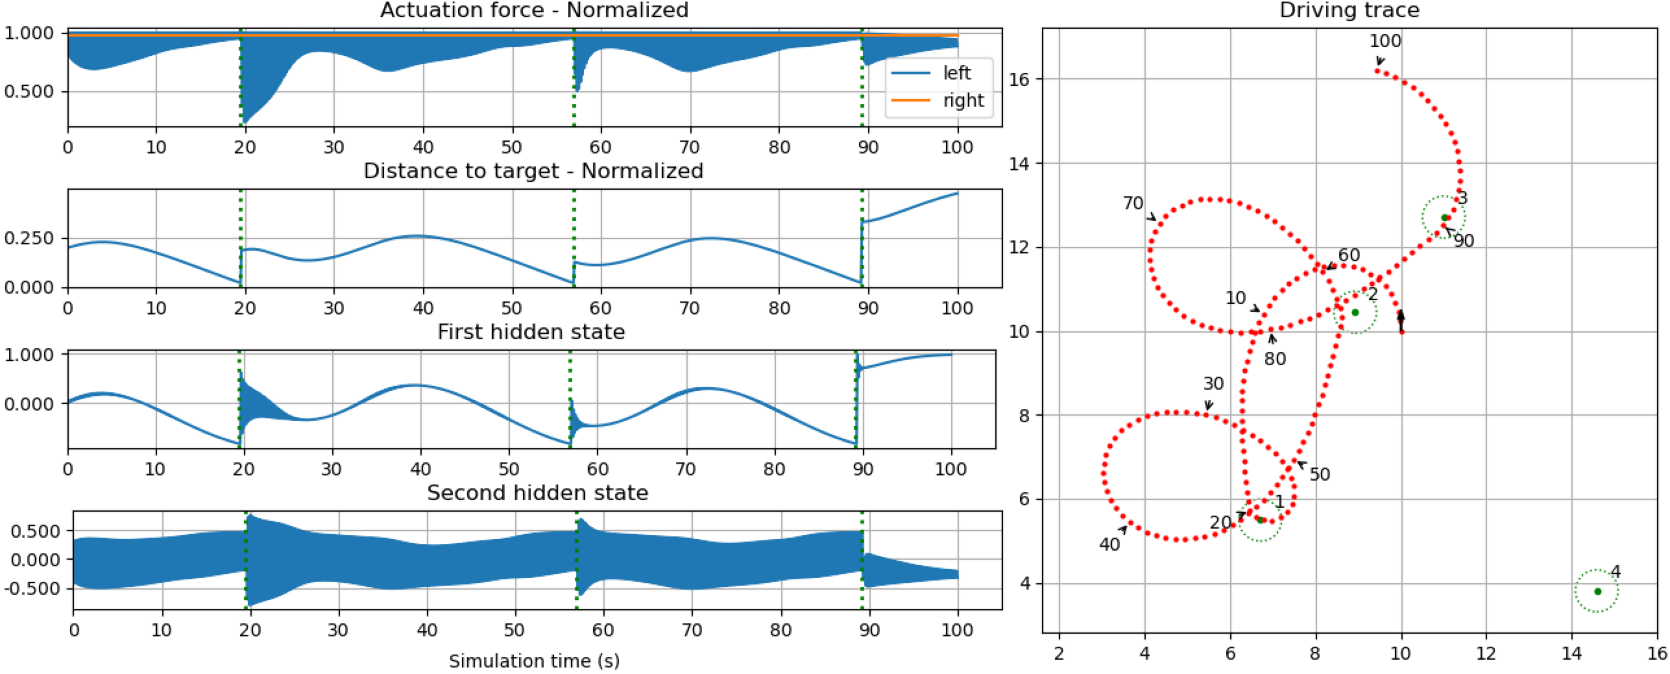 Actuation force - Normalized
1.000
0.500
left
right
0 10 20 30 40 50 60 70 80 90 100
Distance to target - Normalized
0.250
0.000
0 10 20 30 40 50 60 70 80 90 100
First hidden state
1.000
0.000
0 10 20 30 40 50 60 70 80 90 100
Second hidden state
0.500
0.000
-0.500
0 10 20 30 40 50 60 70 80 90 100
Simulation time (s)
Driving trace
100
16
14
70
3
90
12
60
10
2
10
80
30
8
50
6
1
20
40
4
4
2 4 6 8 10 12 14 16